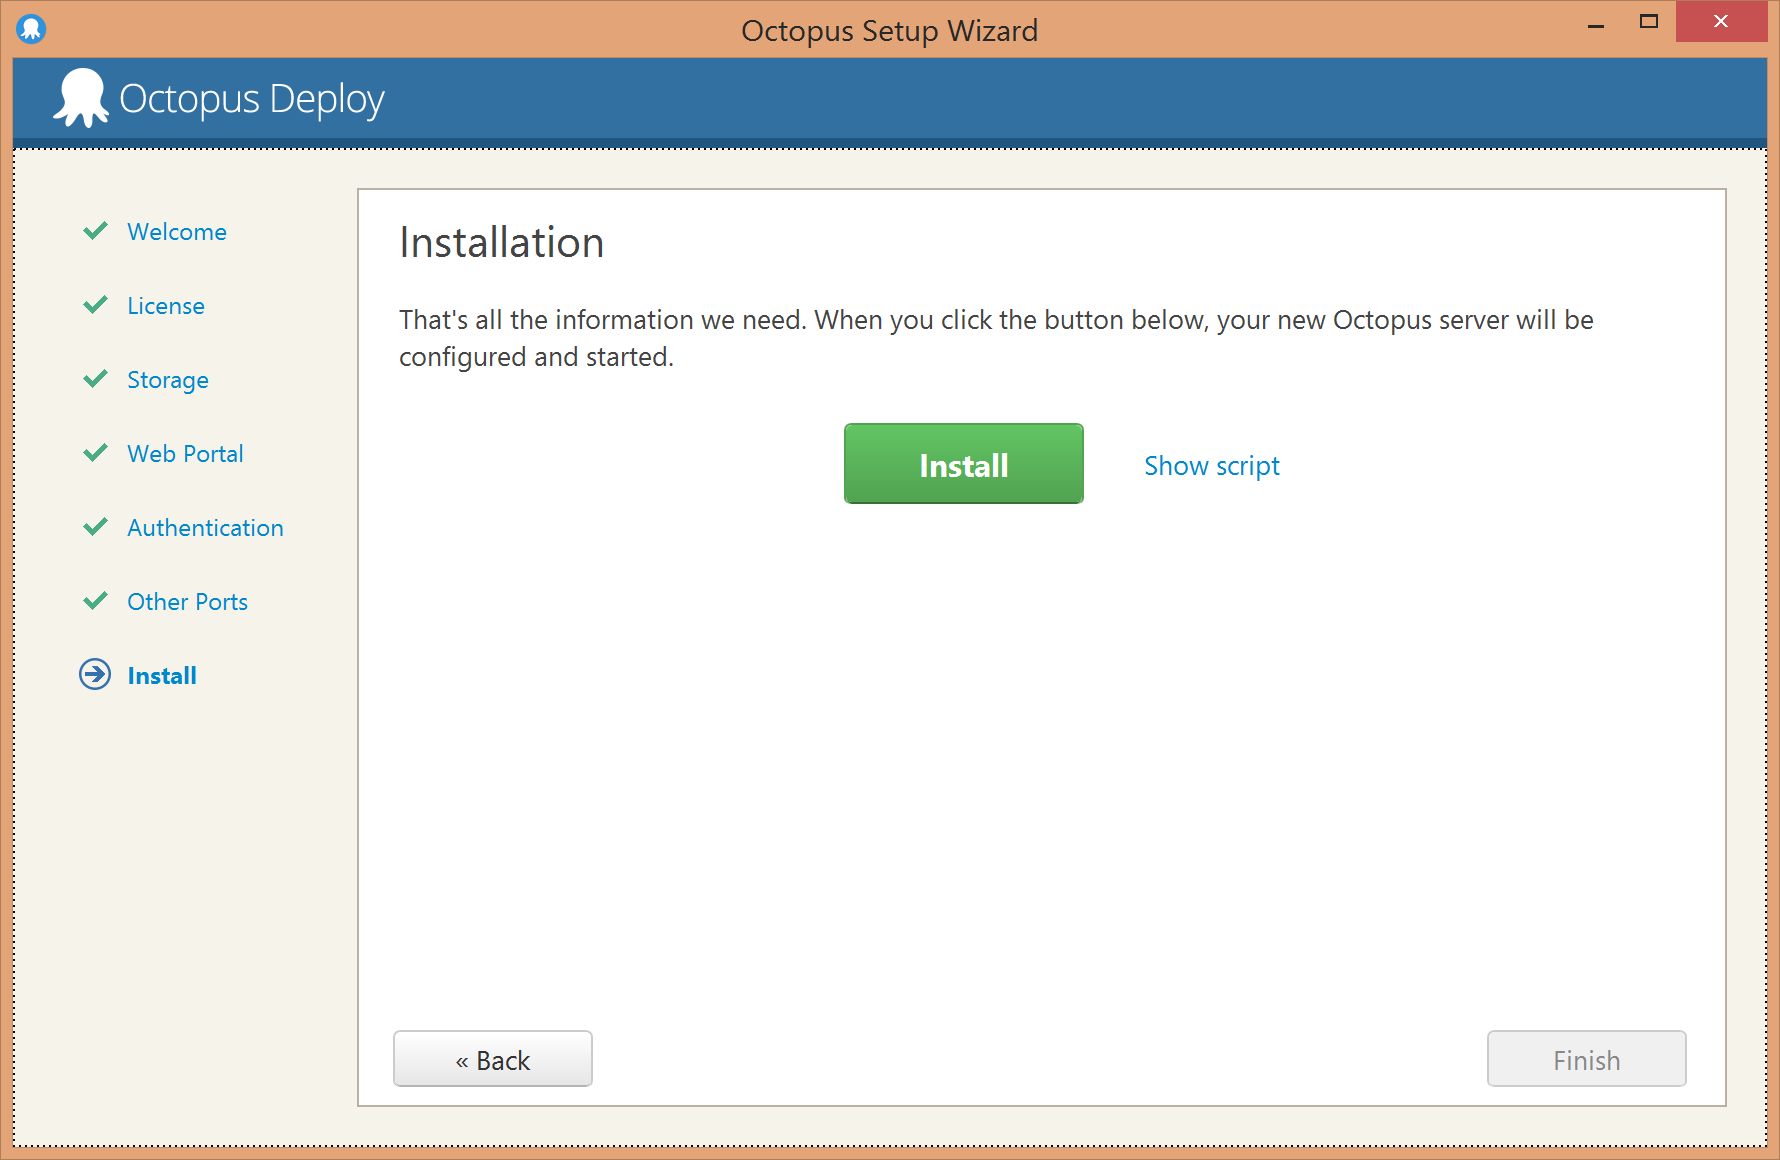 Octopus Setup Wizard
Octopus Deploy
Welcome
License
Storage
Web Portal
Authentication
Other Ports
Install
Installation
That's all the information we need. When you click the button below, your new Octopus server will be
configured and started.
Install
Show script
« Back
Finish